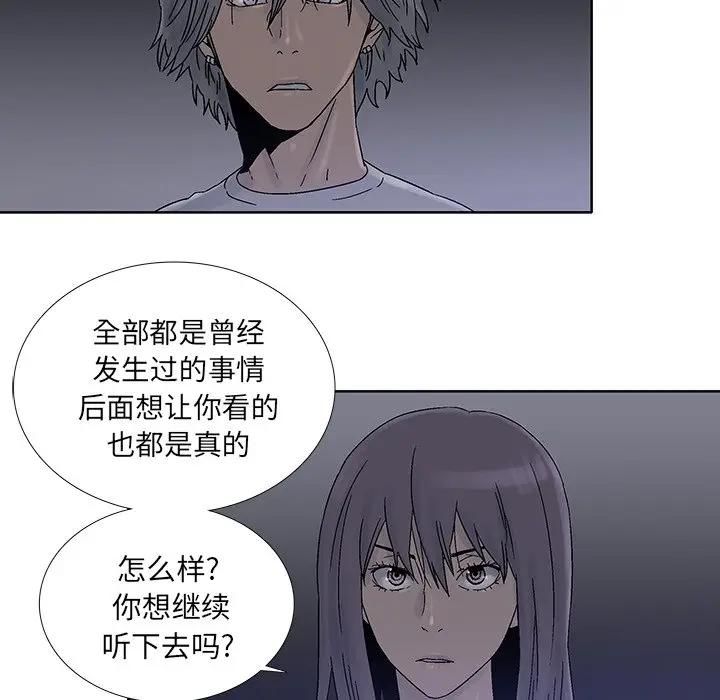 全部都是曾经
发生过的事情
后面想让你看的
也都是真的
怎么样?
你想继续
听下去吗?